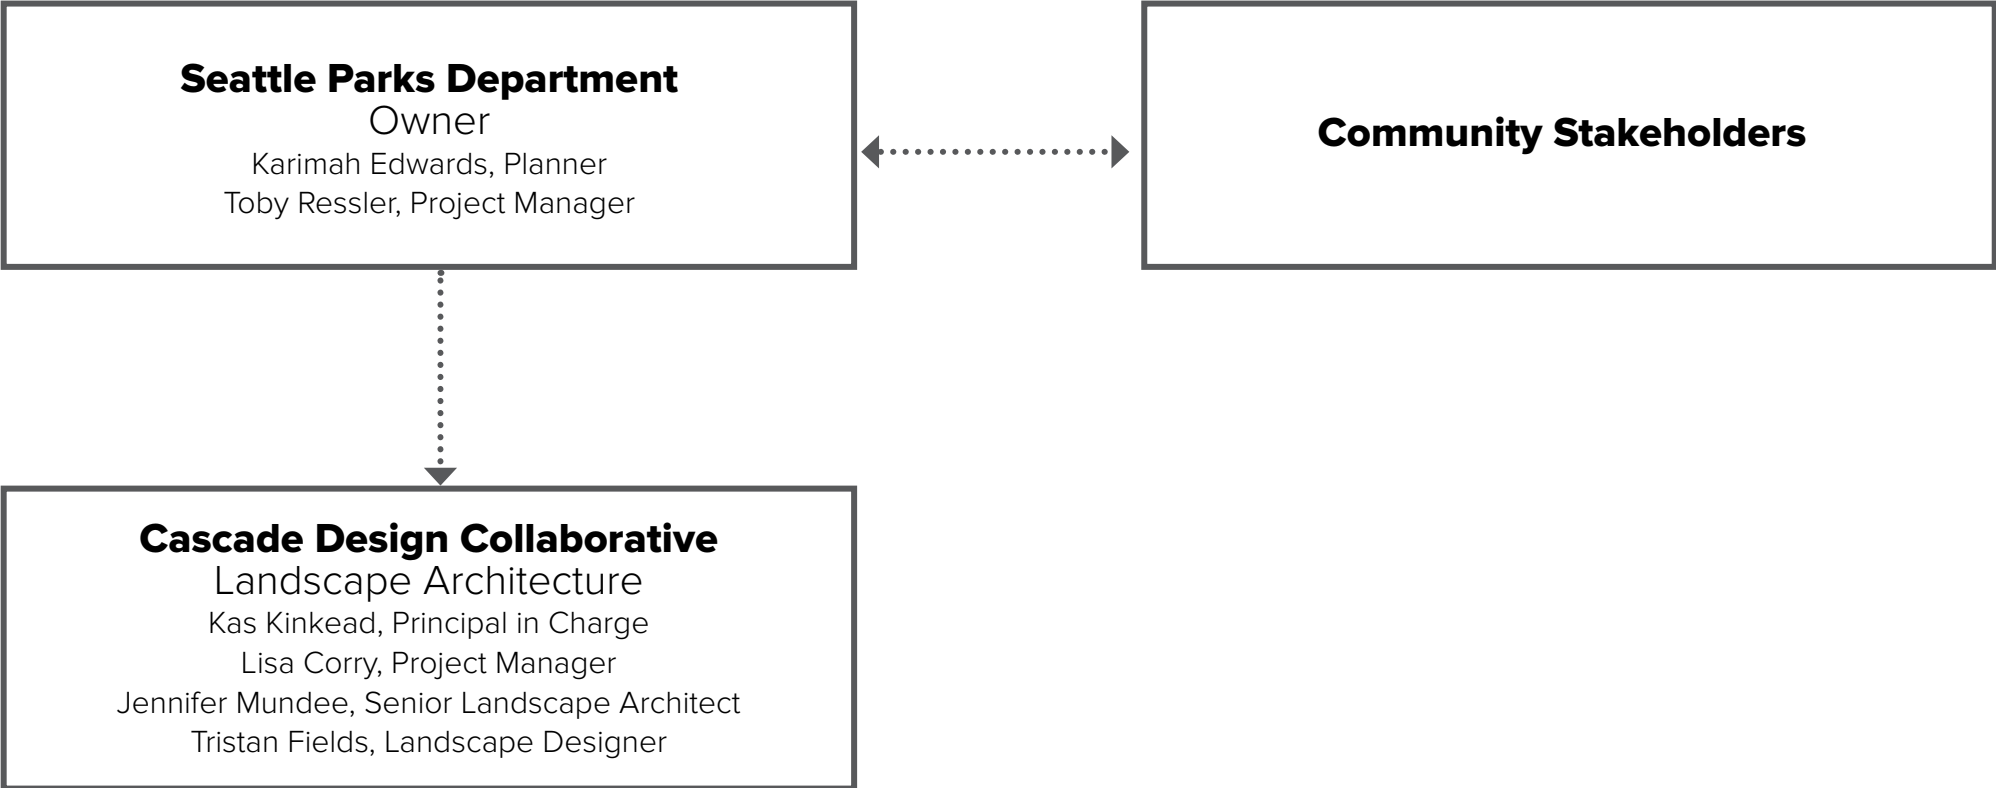 Seattle Parks Department
Owner
Karimah Edwards, Planner
Toby Ressler, Project Manager
Community Stakeholders
Cascade Design Collaborative
Landscape Architecture
Kas Kinkead, Principal in Charge
Lisa Corry, Project Manager
Jennifer Mundee, Senior Landscape Architect
Tristan Fields, Landscape Designer